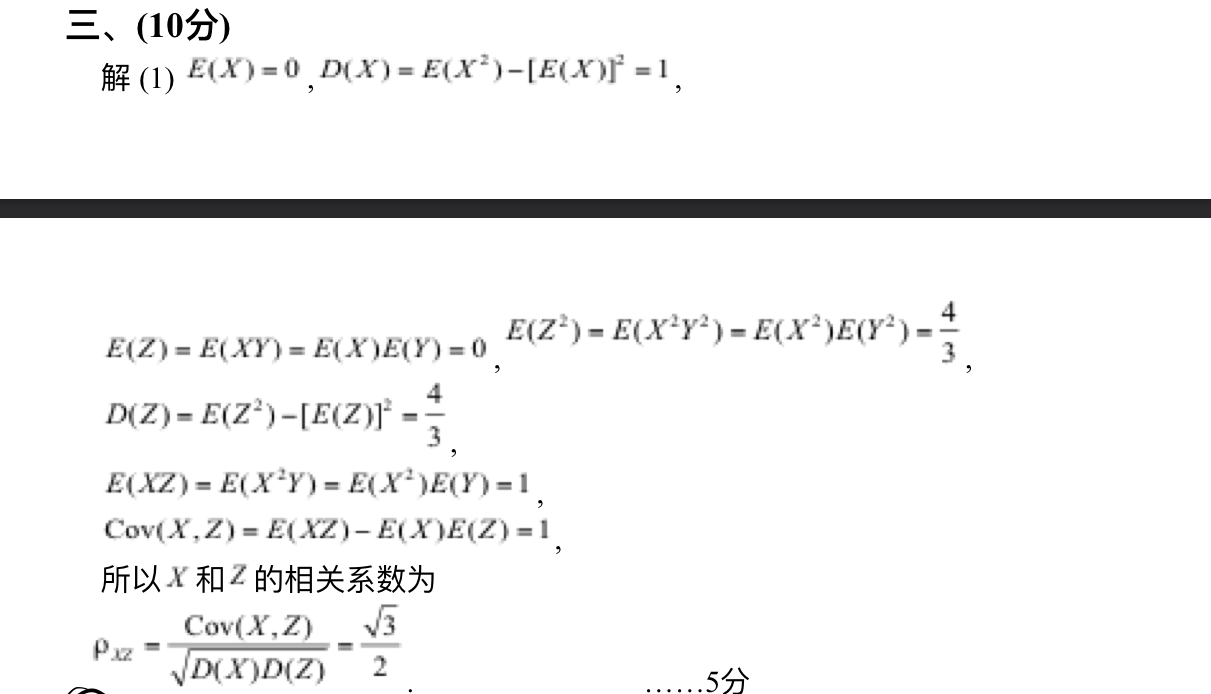 三、(10分)
解 (1) E(X) = 0 , D(X) = E(X²) − [E(X)]² = 1 ,
E(Z) = E(XY) = E(X)E(Y) = 0 , E(Z²) = E(X²Y²) = E(X²)E(Y²) = 4/3 ,
D(Z) = E(Z²) − [E(Z)]² = 4/3 ,
E(XZ) = E(X²Y) = E(X²)E(Y) = 1 ,
Cov(X, Z) = E(XZ) − E(X)E(Z) = 1 ,
所以 X 和 Z 的相关系数为
ρ_XZ = Cov(X, Z)/√(D(X)D(Z)) = √3/2 . ……5分